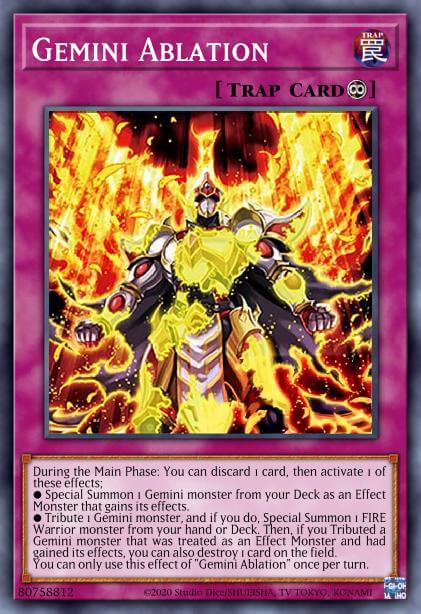 GEMINI ABLATION
TRAP
罠
[TRAP CARD]
During the Main Phase: You can discard 1 card, then activate 1 of
these effects;
● Special Summon 1 Gemini monster from your Deck as an Effect
Monster that gains its effects.
● Tribute 1 Gemini monster, and if you do, Special Summon 1 FIRE
Warrior monster from your hand or Deck. Then, if you Tributed a
Gemini monster that was treated as an Effect Monster and had
gained its effects, you can also destroy 1 card on the field.
You can only use this effect of "Gemini Ablation" once per turn.
80758812
©2020 Studio Dice/SHUEISHA, TV TOKYO, KONAMI